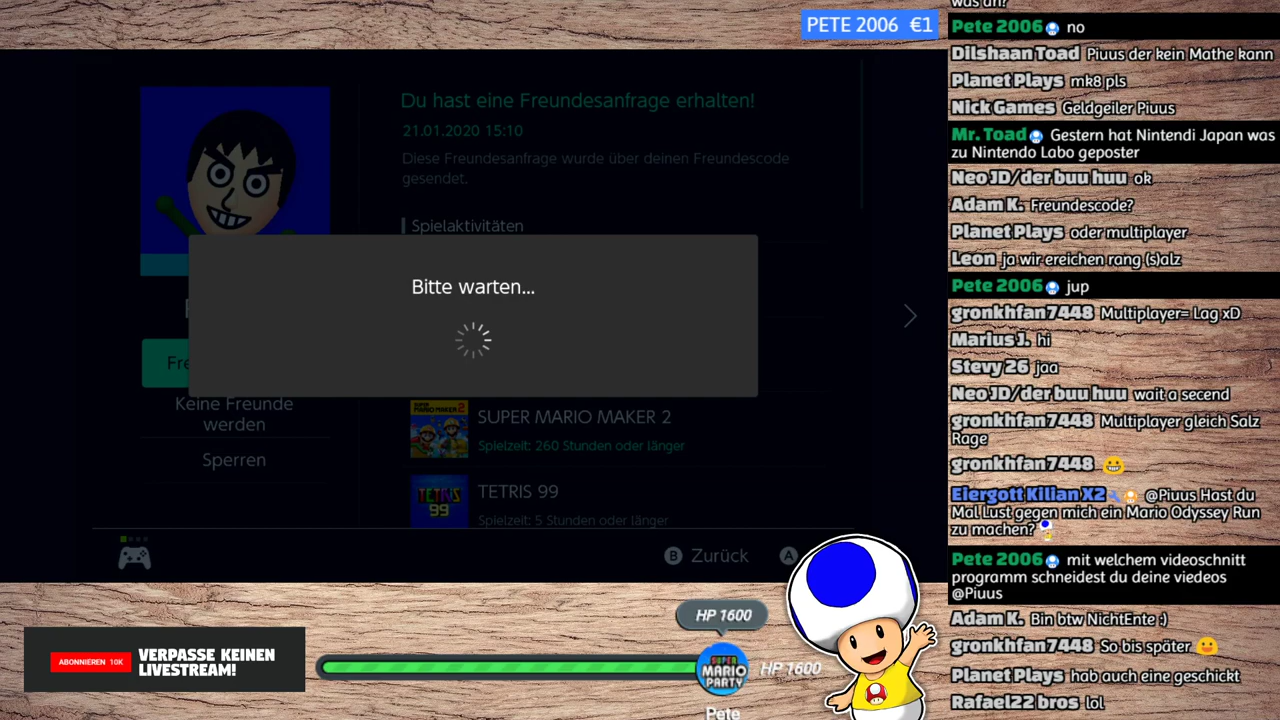 PETE 2006 €1
Du hast eine Freundesanfrage erhalten!
21.01.2020 15:10
Diese Freundesanfrage wurde über deinen Freundescode
gesendet.
Spielaktivitäten
Bitte warten...
Fre
Keine Freunde
werden
Sperren
SUPER MARIO MAKER 2
Spielzeit: 260 Stunden oder länger
TETRIS 99
TETRIS
99
Spielzeit: 5 Stunden oder länger
B Zurück
A
ABONNIEREN 10K
VERPASSE KEINEN
LIVESTREAM!
HP 1600
SUPER
MARIO
PARTY
HP 1600
Pete
was an?
Pete 2006 no
Dilshaan Toad Piuus der kein Mathe kann
Planet Plays mk8 pls
Nick Games Geldgeiler Piuus
Mr. Toad Gestern hat Nintendi Japan was
zu Nintendo Labo geposter
Neo JD/der buu huu ok
Adam K. Freundescode?
Planet Plays oder multiplayer
Leon ja wir ereichen rang (s)alz
Pete 2006 jup
gronkhfan7448 Multiplayer= Lag xD
Marius J. hi
Stevy 26 jaa
Neo JD/der buu huu wait a secend
gronkhfan7448 Multiplayer gleich Salz
Rage
gronkhfan7448 😬
Eiergott Kilian X2 @Piuus Hast du
Mal Lust gegen mich ein Mario Odyssey Run
zu machen?
Pete 2006 mit welchem videoschnitt
programm schneidest du deine viedeos
@Piuus
Adam K. Bin btw NichtEnte :)
gronkhfan7448 So bis später 🙂
Planet Plays hab auch eine geschickt
Rafael22 bros lol